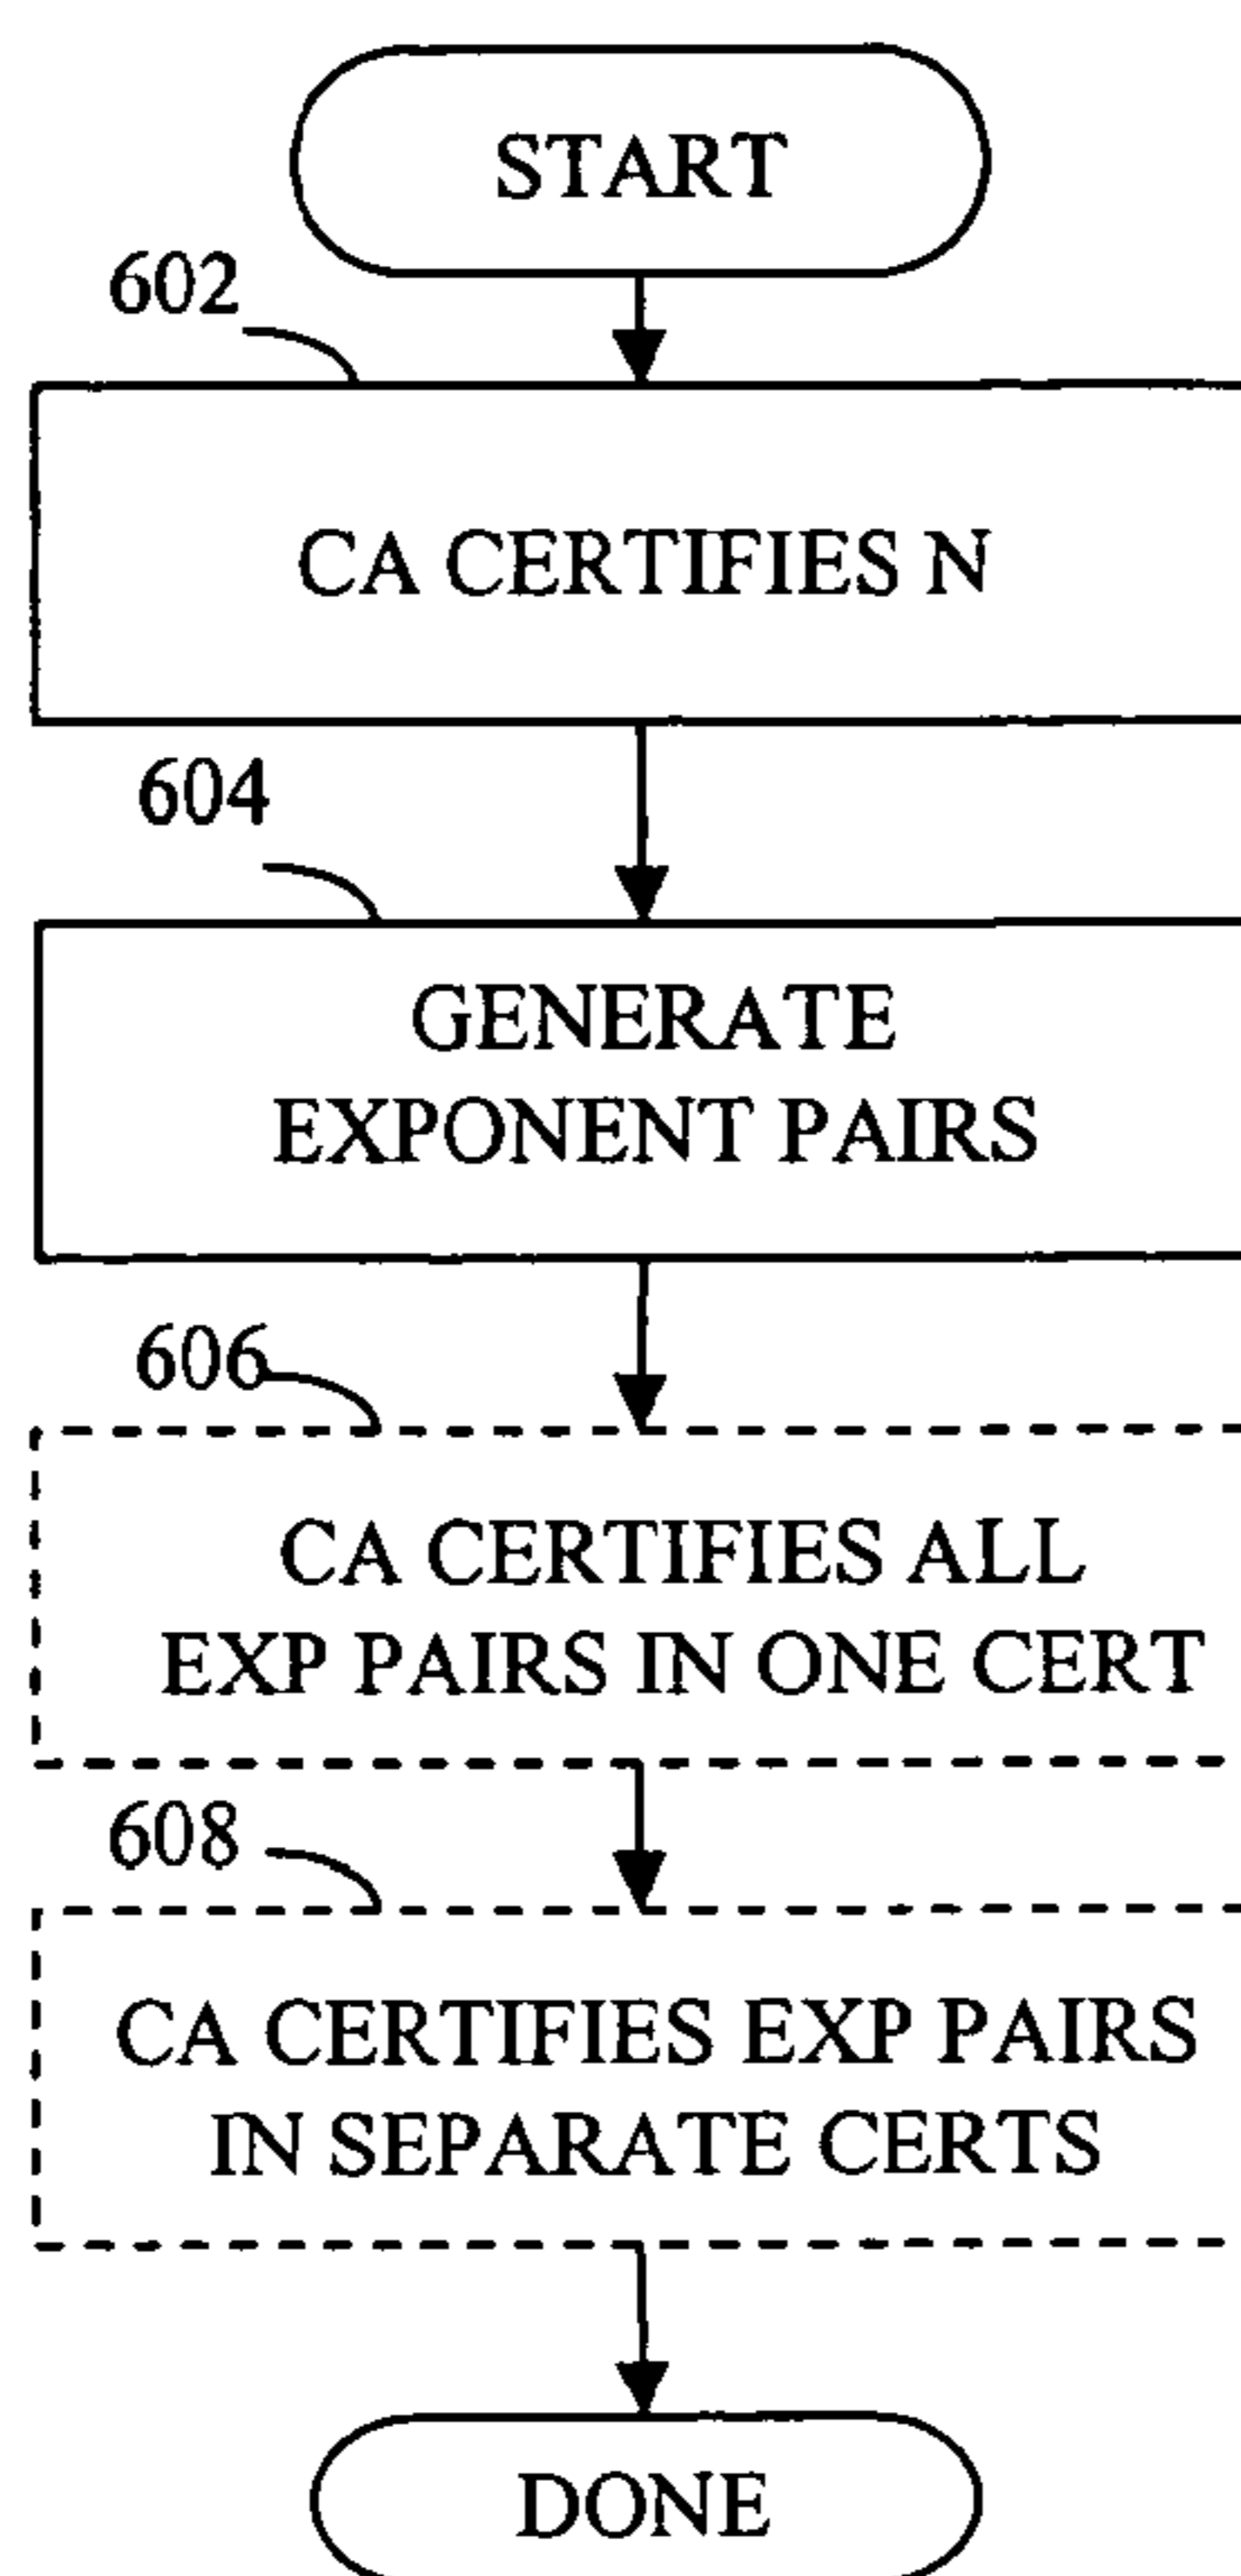 START
602
CA CERTIFIES N
604
GENERATE
EXPONENT PAIRS
606
CA CERTIFIES ALL
EXP PAIRS IN ONE CERT
608
CA CERTIFIES EXP PAIRS
IN SEPARATE CERTS
DONE